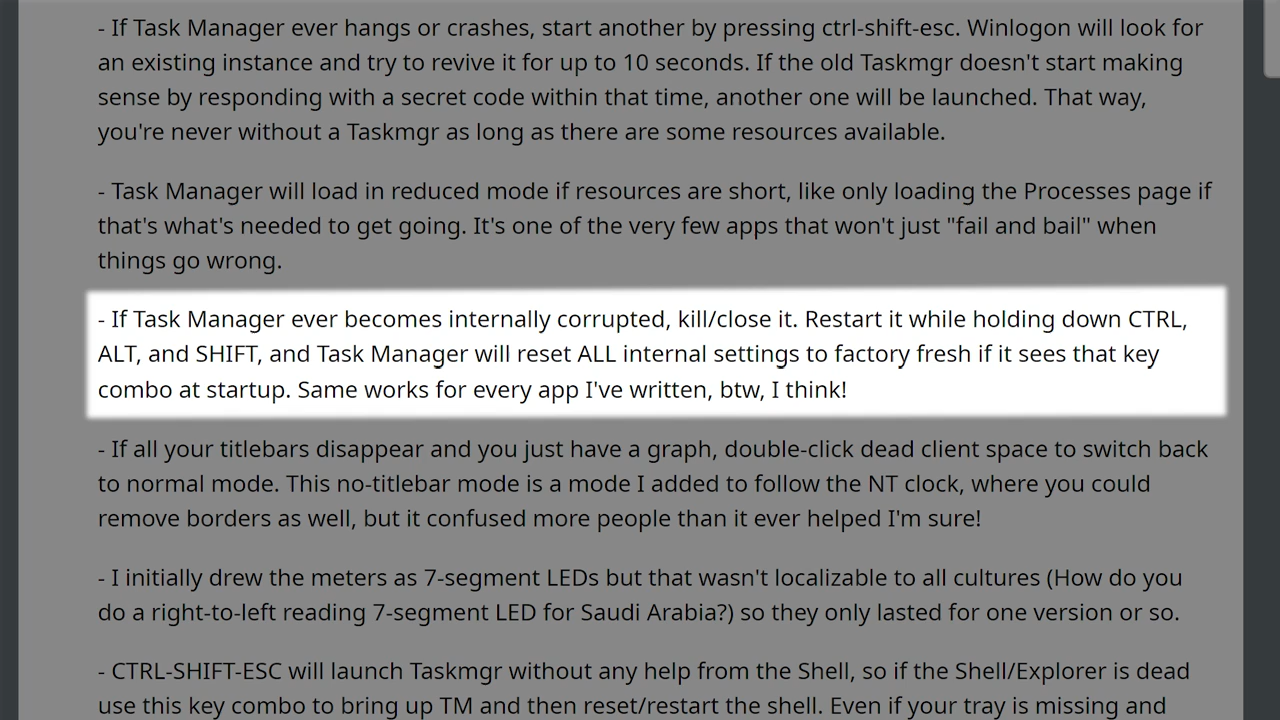 - If Task Manager ever hangs or crashes, start another by pressing ctrl-shift-esc. Winlogon will look for
an existing instance and try to revive it for up to 10 seconds. If the old Taskmgr doesn't start making
sense by responding with a secret code within that time, another one will be launched. That way,
you're never without a Taskmgr as long as there are some resources available.
- Task Manager will load in reduced mode if resources are short, like only loading the Processes page if
that's what's needed to get going. It's one of the very few apps that won't just "fail and bail" when
things go wrong.
- If Task Manager ever becomes internally corrupted, kill/close it. Restart it while holding down CTRL,
ALT, and SHIFT, and Task Manager will reset ALL internal settings to factory fresh if it sees that key
combo at startup. Same works for every app I've written, btw, I think!
- If all your titlebars disappear and you just have a graph, double-click dead client space to switch back
to normal mode. This no-titlebar mode is a mode I added to follow the NT clock, where you could
remove borders as well, but it confused more people than it ever helped I'm sure!
- I initially drew the meters as 7-segment LEDs but that wasn't localizable to all cultures (How do you
do a right-to-left reading 7-segment LED for Saudi Arabia?) so they only lasted for one version or so.
- CTRL-SHIFT-ESC will launch Taskmgr without any help from the Shell, so if the Shell/Explorer is dead
use this key combo to bring up TM and then reset/restart the shell. Even if your tray is missing and